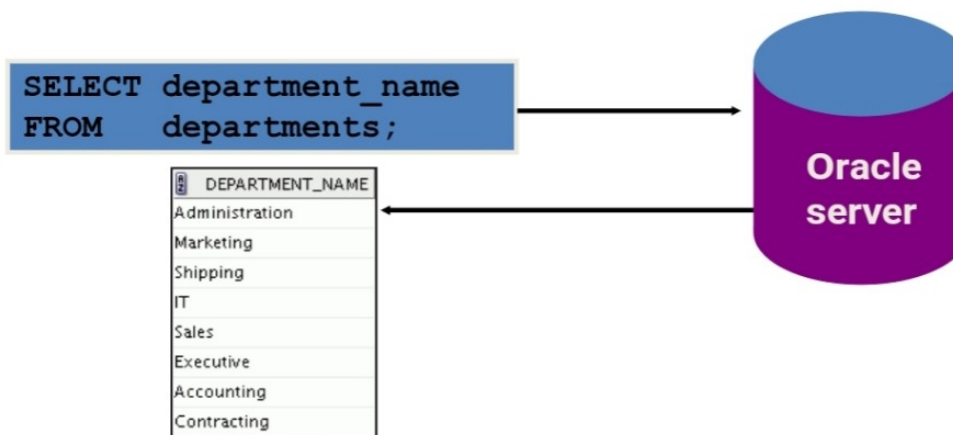 SELECT department_name
FROM departments;
Oracle
server
DEPARTMENT_NAME
Administration
Marketing
Shipping
IT
Sales
Executive
Accounting
Contracting